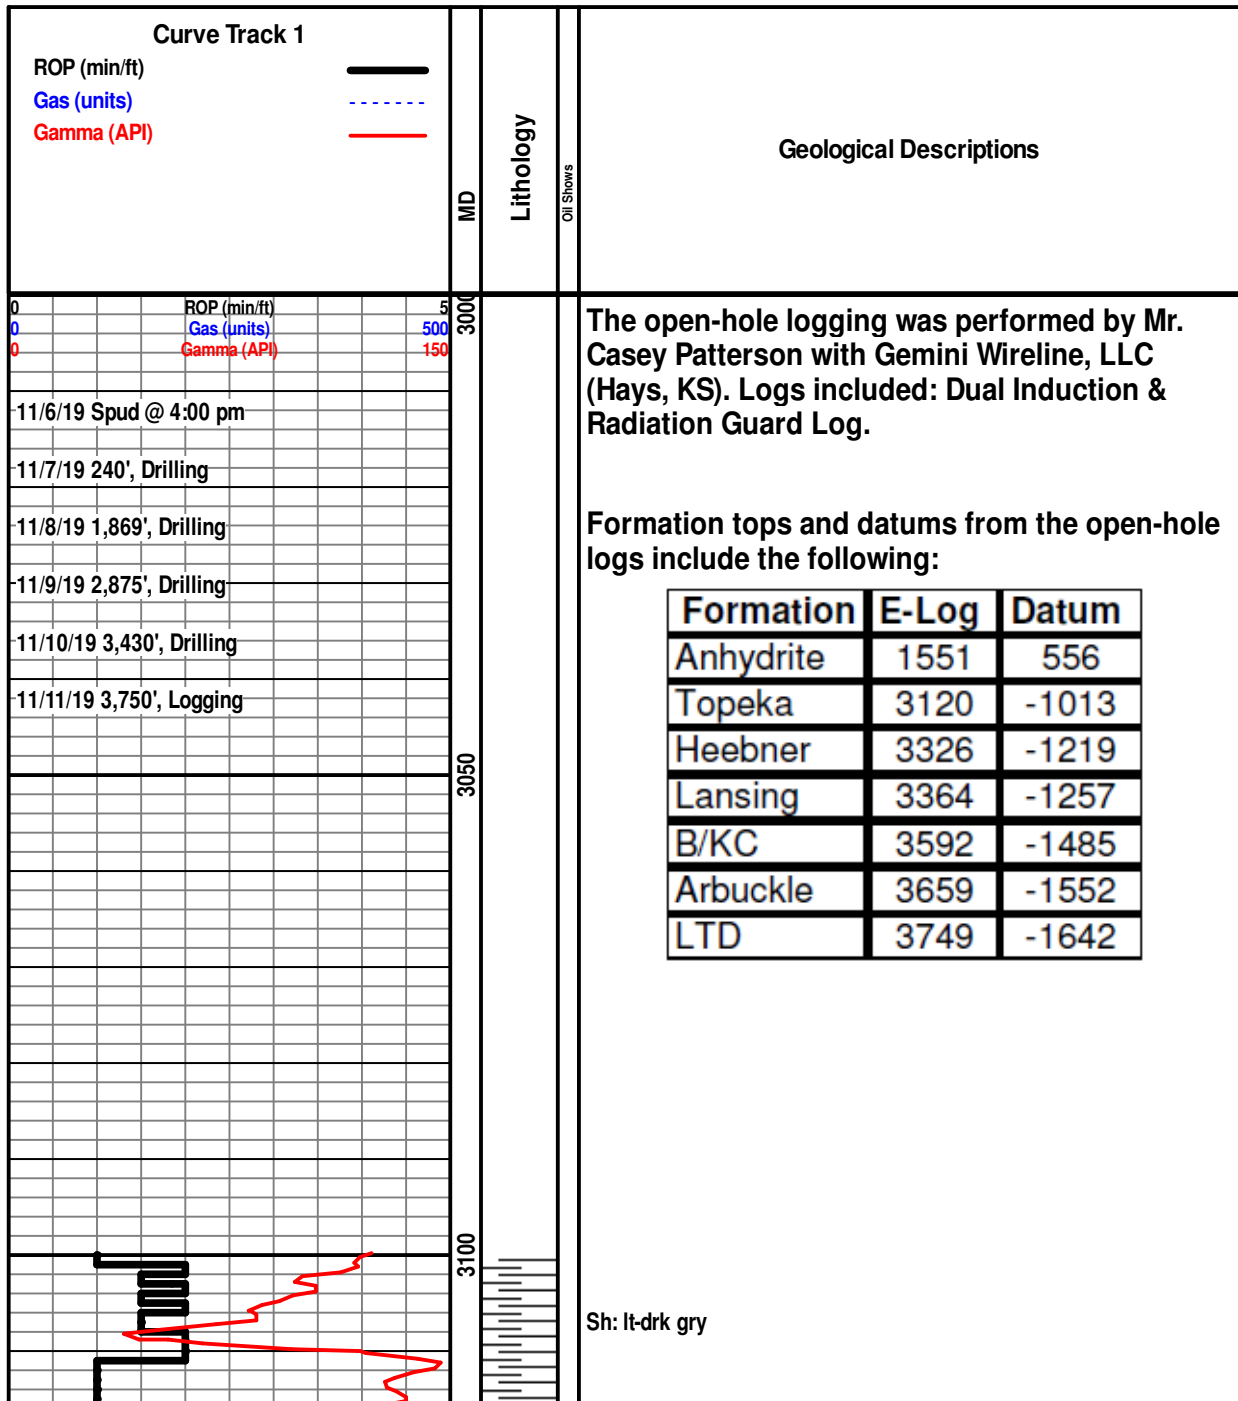 Curve Track 1
ROP (min/ft)
Gas (units)
Gamma (API)
MD
Lithology
Oil Shows
Geological Descriptions
0 ROP (min/ft) 5
0 Gas (units) 500
0 Gamma (API) 150
3000
11/6/19 Spud @ 4:00 pm
11/7/19 240', Drilling
11/8/19 1,869', Drilling
11/9/19 2,875', Drilling
11/10/19 3,430', Drilling
11/11/19 3,750', Logging
3050
3100
The open-hole logging was performed by Mr.
Casey Patterson with Gemini Wireline, LLC
(Hays, KS). Logs included: Dual Induction &
Radiation Guard Log.
Formation tops and datums from the open-hole
logs include the following:
Formation E-Log Datum
Anhydrite 1551 556
Topeka 3120 -1013
Heebner 3326 -1219
Lansing 3364 -1257
B/KC 3592 -1485
Arbuckle 3659 -1552
LTD 3749 -1642
Sh: lt-drk gry